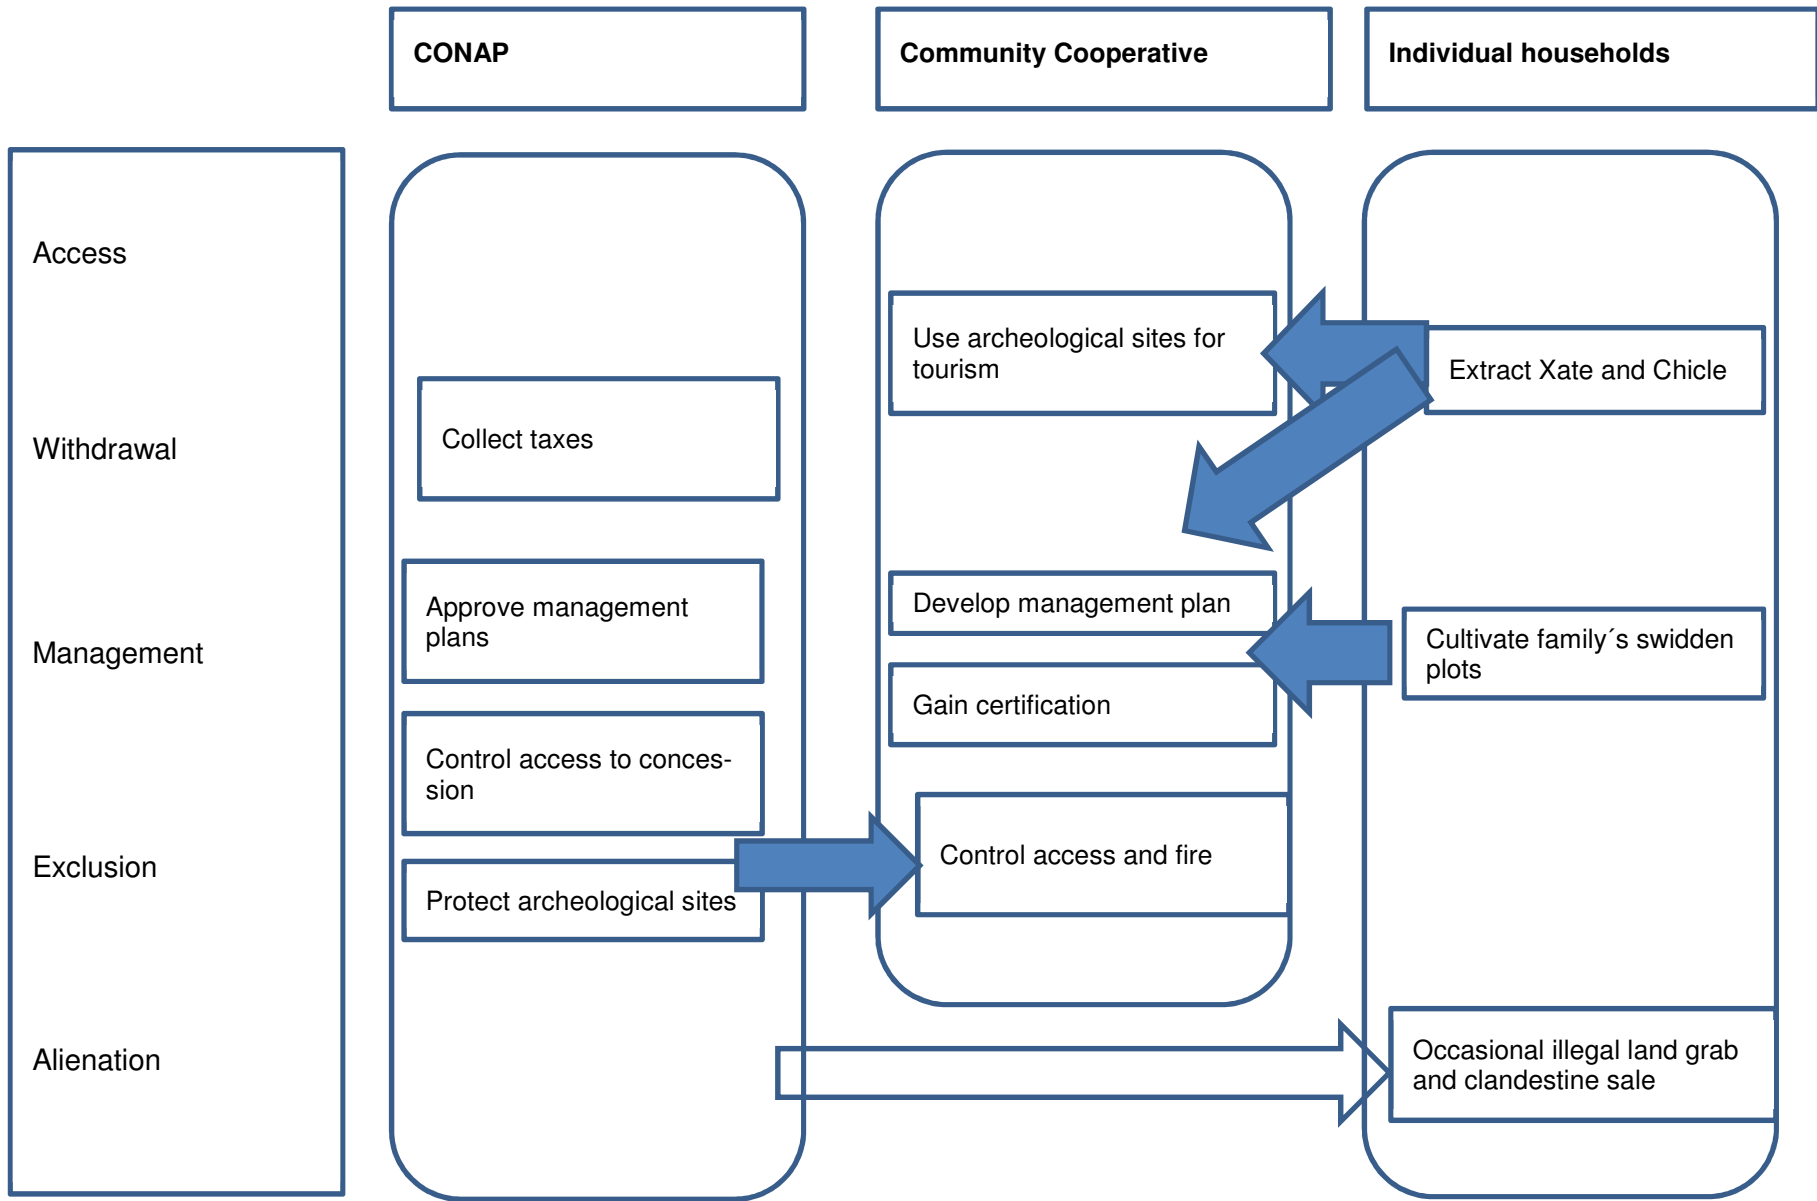 CONAP
Community Cooperative
Individual households
Access
Withdrawal
Management
Exclusion
Alienation
Collect taxes
Approve management
plans
Control access to conces-
sion
Protect archeological sites
Use archeological sites for
tourism
Develop management plan
Gain certification
Control access and fire
Extract Xate and Chicle
Cultivate family´s swidden
plots
Occasional illegal land grab
and clandestine sale